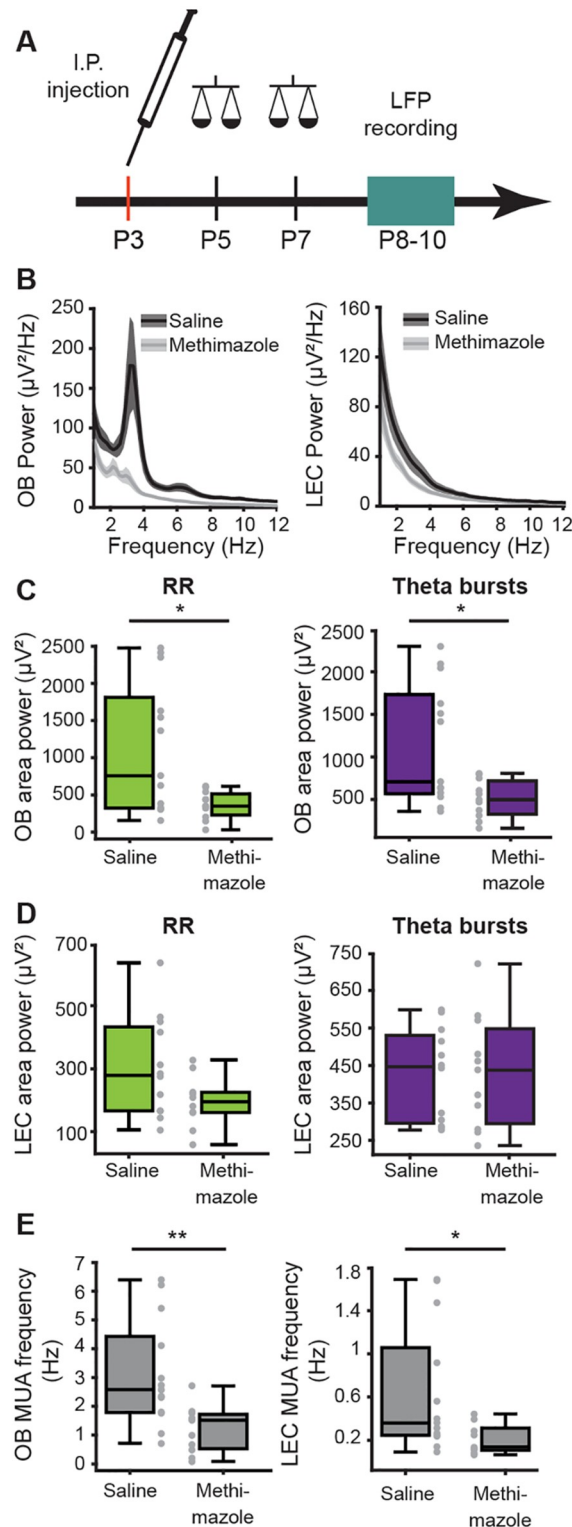 A
I.P.
injection
LFP
recording
P3
P5
P7
P8-10
B
250
200
150
100
50
0
OB Power (µV²/Hz)
Saline
Methimazole
2 4 6 8 10 12
Frequency (Hz)
160
120
80
40
0
LEC Power (µV²/Hz)
Saline
Methimazole
2 4 6 8 10 12
Frequency (Hz)
C
RR
*
2500
2000
1500
1000
500
0
OB area power (µV²)
Saline
Methi-
mazole
Theta bursts
*
2500
2000
1500
1000
500
OB area power (µV²)
Saline
Methi-
mazole
D
RR
700
500
300
100
LEC area power (µV²)
Saline
Methi-
mazole
Theta bursts
750
650
550
450
350
250
LEC area power (µV²)
Saline
Methi-
mazole
E
**
7
6
5
4
3
2
1
0
OB MUA frequency
(Hz)
Saline
Methi-
mazole
*
1.8
1.4
1
0.6
0.2
LEC MUA frequency
(Hz)
Saline
Methi-
mazole